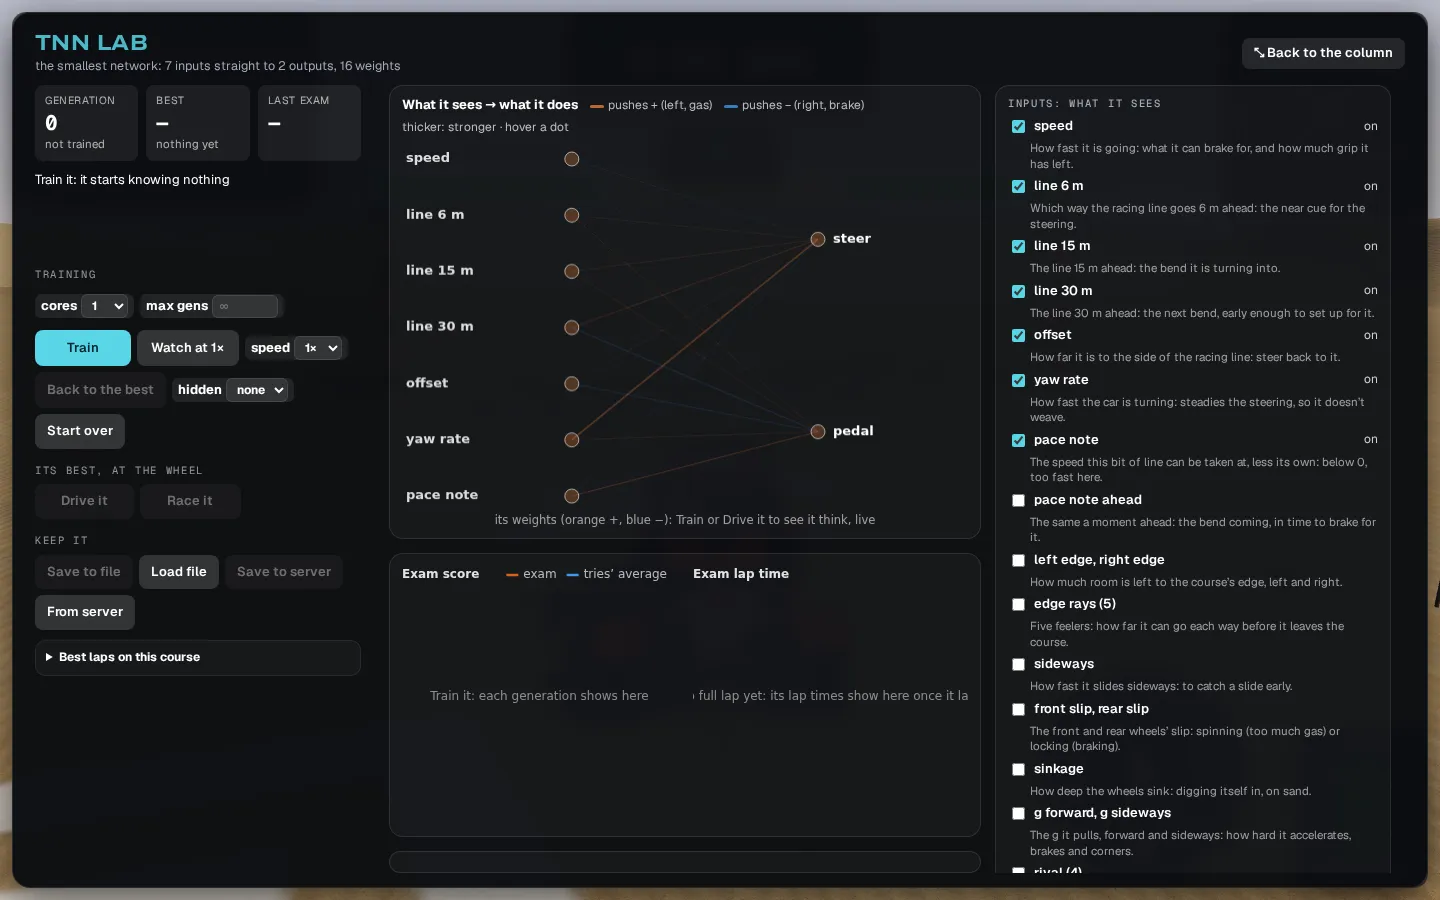 TNN LAB
the smallest network: 7 inputs straight to 2 outputs, 16 weights
⤡Back to the column
GENERATION
0
not trained
BEST
–
nothing yet
LAST EXAM
–
Train it: it starts knowing nothing
TRAINING
cores 1
max gens ∞
Train
Watch at 1×
speed 1×
Back to the best
hidden none
Start over
ITS BEST, AT THE WHEEL
Drive it
Race it
KEEP IT
Save to file
Load file
Save to server
From server
▶ Best laps on this course
What it sees → what it does
pushes + (left, gas)
pushes − (right, brake)
thicker: stronger · hover a dot
speed
line 6 m
line 15 m
line 30 m
offset
yaw rate
pace note
steer
pedal
its weights (orange +, blue −): Train or Drive it to see it think, live
Exam score
exam
tries’ average
Exam lap time
Train it: each generation shows here
full lap yet: its lap times show here once it la
INPUTS: WHAT IT SEES
speed on
How fast it is going: what it can brake for, and how much grip it
has left.
line 6 m on
Which way the racing line goes 6 m ahead: the near cue for the
steering.
line 15 m on
The line 15 m ahead: the bend it is turning into.
line 30 m on
The line 30 m ahead: the next bend, early enough to set up for it.
offset on
How far it is to the side of the racing line: steer back to it.
yaw rate on
How fast the car is turning: steadies the steering, so it doesn’t
weave.
pace note on
The speed this bit of line can be taken at, less its own: below 0,
too fast here.
pace note ahead
The same a moment ahead: the bend coming, in time to brake for
it.
left edge, right edge
How much room is left to the course’s edge, left and right.
edge rays (5)
Five feelers: how far it can go each way before it leaves the
course.
sideways
How fast it slides sideways: to catch a slide early.
front slip, rear slip
The front and rear wheels’ slip: spinning (too much gas) or
locking (braking).
sinkage
How deep the wheels sink: digging itself in, on sand.
g forward, g sideways
The g it pulls, forward and sideways: how hard it accelerates,
brakes and corners.
rival (4)